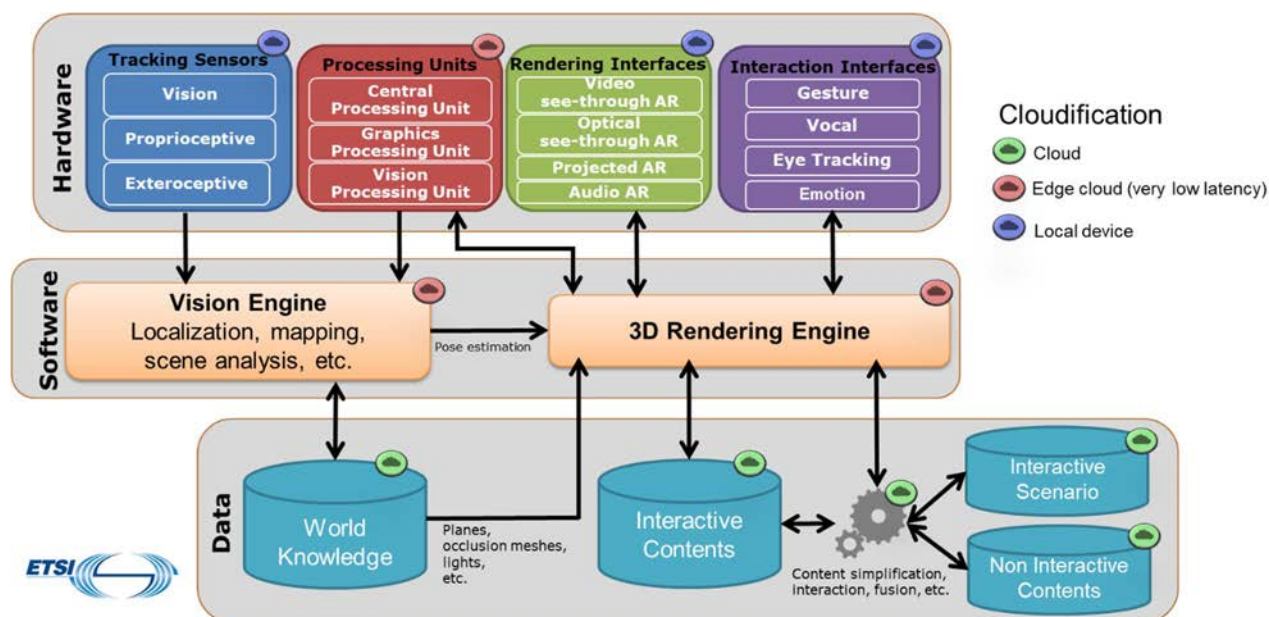 Hardware
Tracking Sensors
Vision
Proprioceptive
Exteroceptive
Processing Units
Central
Processing Unit
Graphics
Processing Unit
Vision
Processing Unit
Rendering Interfaces
Video
see-through AR
Optical
see-through AR
Projected AR
Audio AR
Interaction Interfaces
Gesture
Vocal
Eye Tracking
Emotion
Cloudification
Cloud
Edge cloud (very low latency)
Local device
Software
Vision Engine
Localization, mapping,
scene analysis, etc.
Pose estimation
3D Rendering Engine
Data
World
Knowledge
Planes,
occlusion meshes,
lights,
etc.
Interactive
Contents
Content simplification,
interaction, fusion, etc.
Interactive
Scenario
Non Interactive
Contents
ETSI